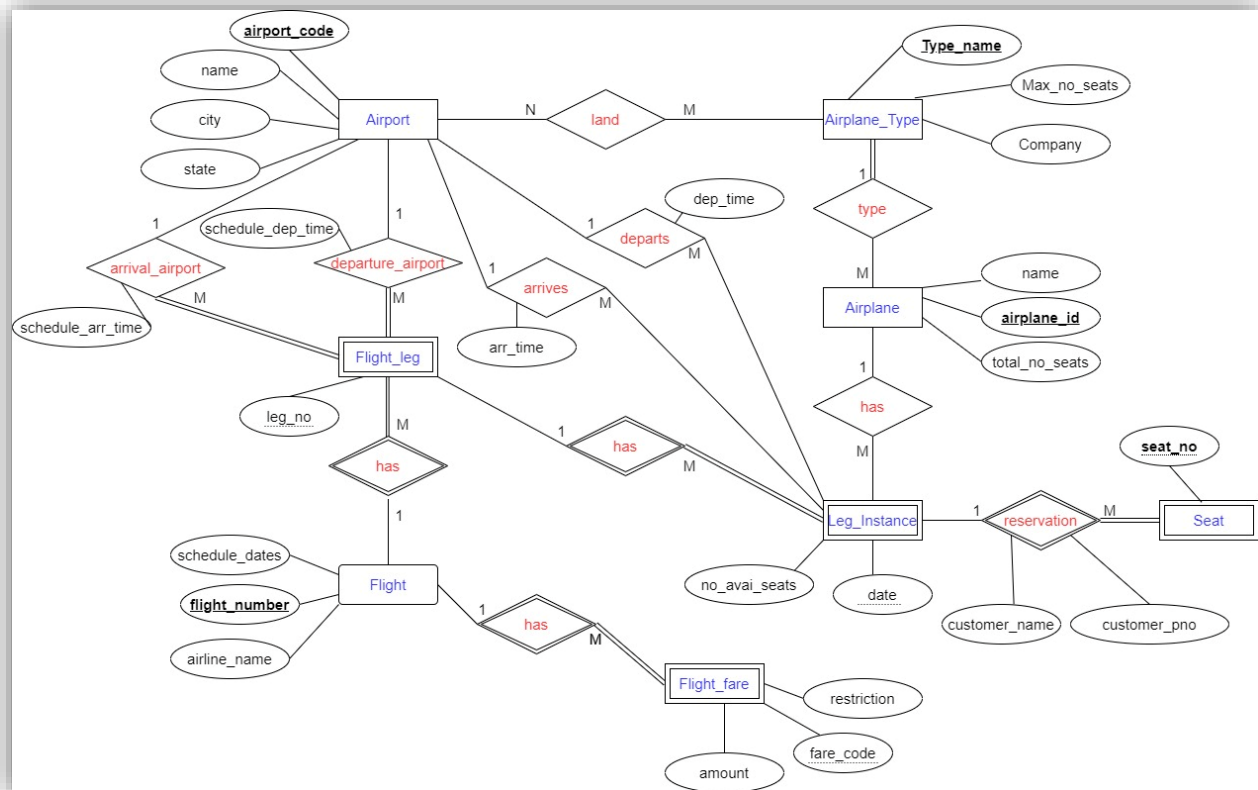 airport_code
Type_name
name
Max_no_seats
city
Airport
N
land
M
Airplane_Type
Company
state
dep_time
1
type
1
schedule_dep_time
1
1
departs
M
arrival_airport
departure_airport
M
name
1
arrives
M
M
M
Airplane
airplane_id
schedule_arr_time
arr_time
Flight_leg
total_no_seats
1
leg_no
has
M
1
has
M
M
seat_no
has
1
Leg_Instance
1
reservation
M
Seat
schedule_dates
Flight
no_avai_seats
date
flight_number
1
has
M
customer_name
customer_pno
airline_name
Flight_fare
restriction
fare_code
amount